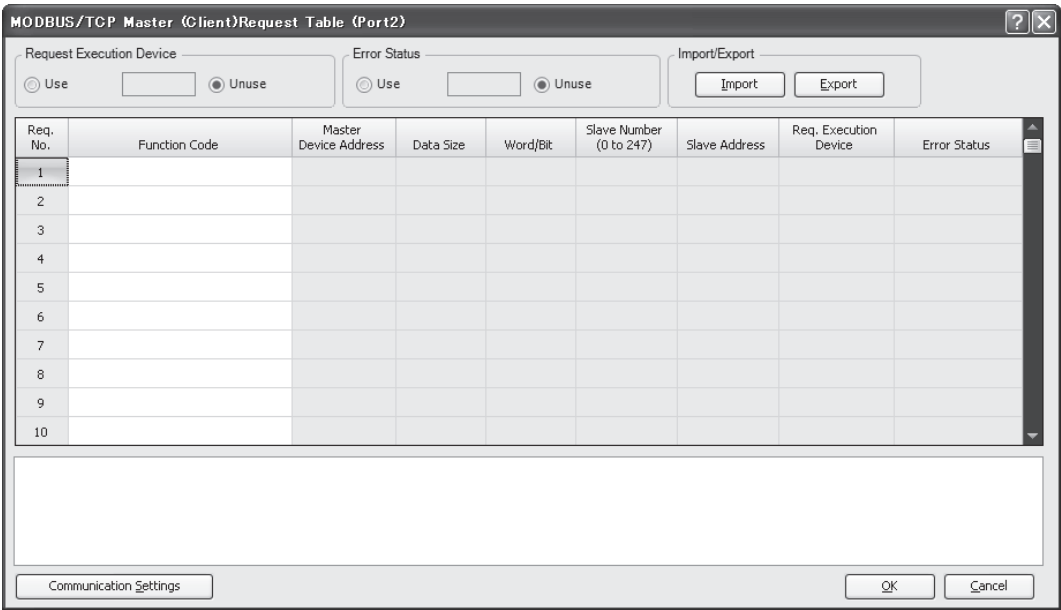 MODBUS/TCP Master (Client)Request Table (Port2)
Request Execution Device
Error Status
Import/Export
Use
Unuse
Use
Unuse
Import
Export
Req. No.
Function Code
Master Device Address
Data Size
Word/Bit
Slave Number (0 to 247)
Slave Address
Req. Execution Device
Error Status
1
2
3
4
5
6
7
8
9
10
Communication Settings
OK
Cancel